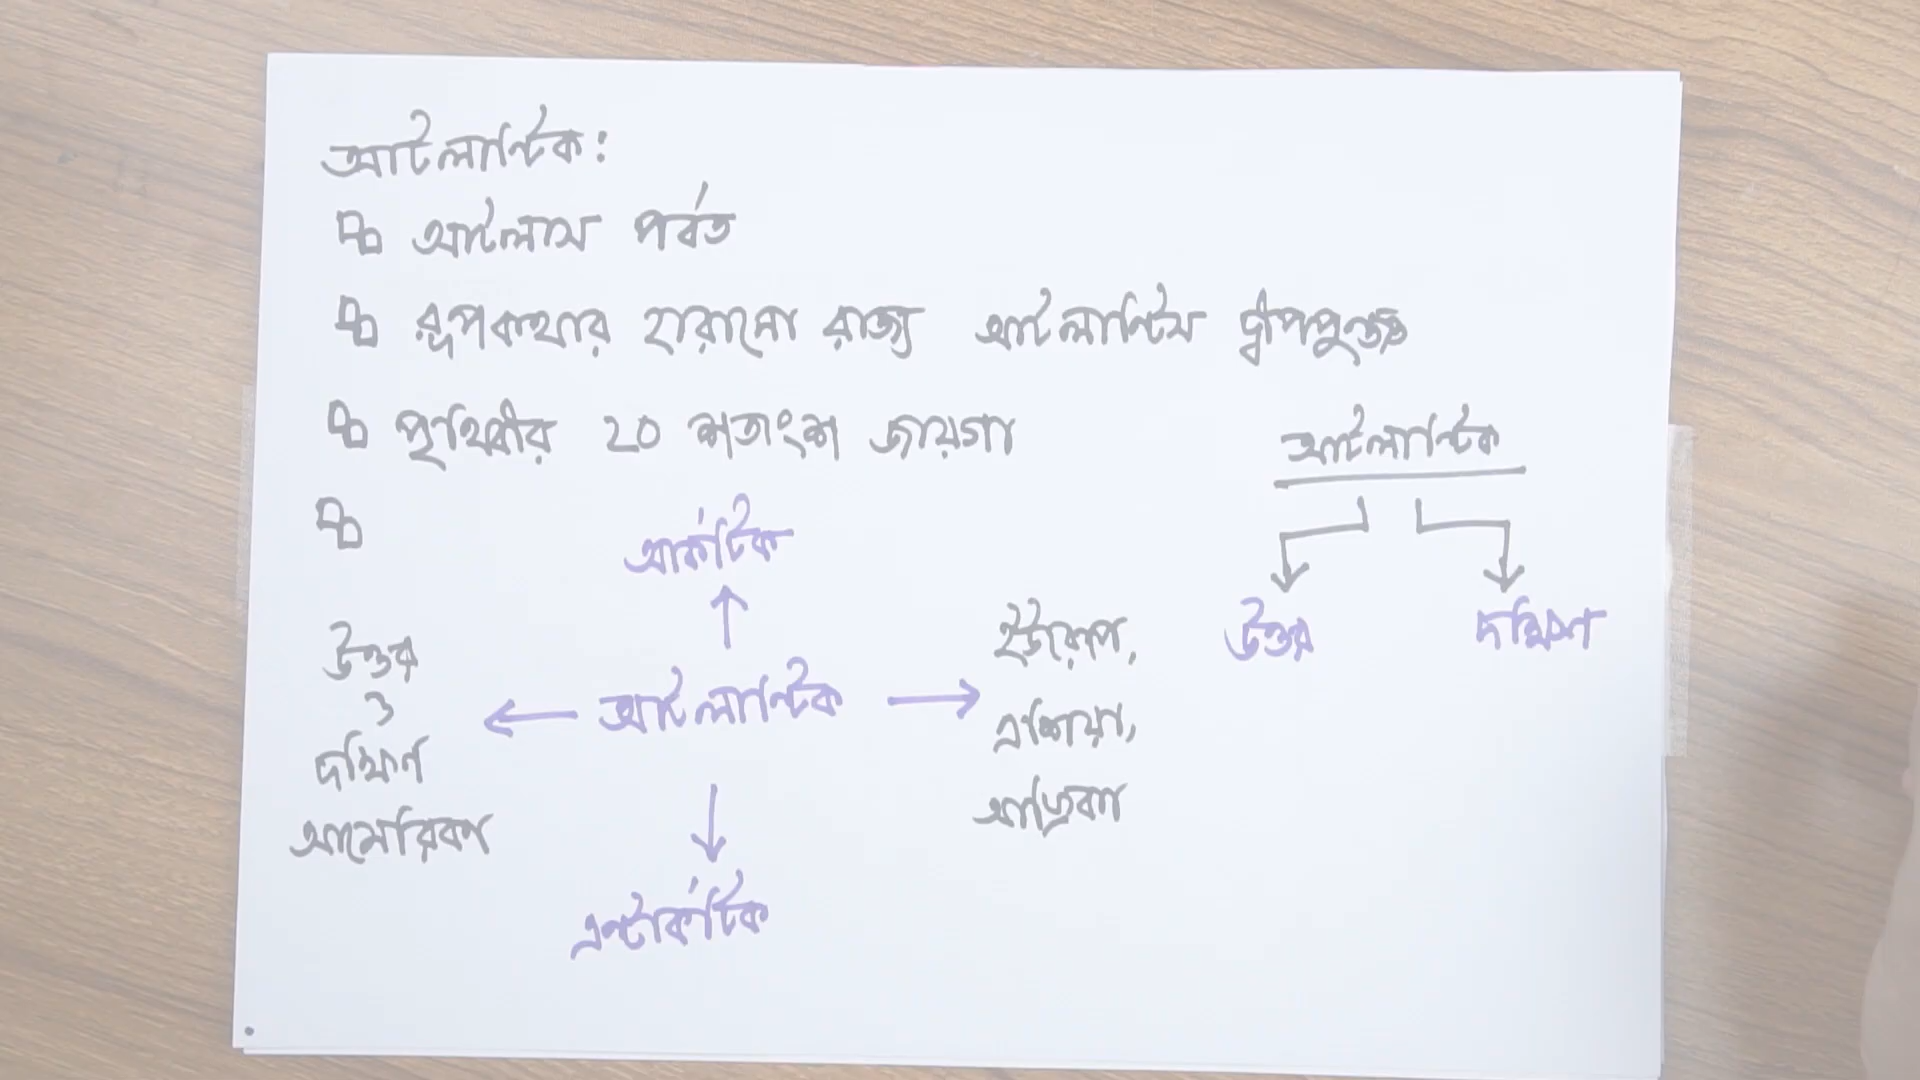 আটলান্টিক:
আটলাস পর্বত
রূপকথার হারানো রাজ্য আটলান্টিস দ্বীপপুঞ্জ
পৃথিবীর ২০ শতাংশ জায়গা
আটলান্টিক
উত্তর দক্ষিণ
আর্কটিক
উত্তর
ও
দক্ষিণ
আমেরিকা
আটলান্টিক
ইউরোপ,
এশিয়া,
আফ্রিকা
এন্টার্কটিক